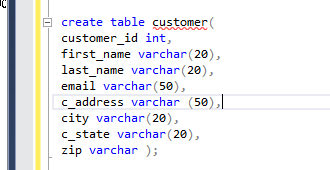 create table customer(
customer_id int,
first_name varchar(20),
last_name varchar(20),
email varchar(50),
c_address varchar (50),
city varchar(20),
c_state varchar(20),
zip varchar );